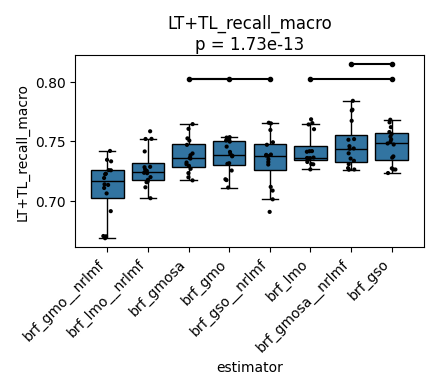 LT+TL_recall_macro
p = 1.73e-13
LT+TL_recall_macro
0.80
0.75
0.70
brf_gmo__nrlmf
brf_lmo__nrlmf
brf_gmosa
brf_gmo
brf_gso__nrlmf
brf_lmo
brf_gmosa__nrlmf
brf_gso
estimator